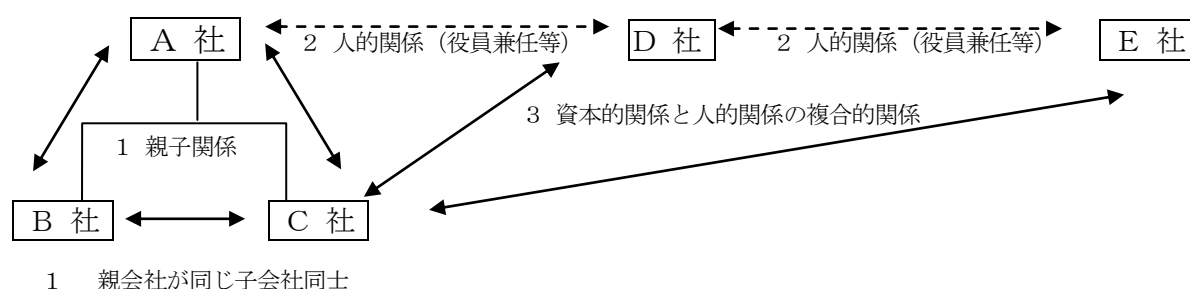 A 社
2 人的関係(役員兼任等)
D 社
2 人的関係(役員兼任等)
E 社
3 資本的関係と人的関係の複合的関係
1 親子関係
B 社
C 社
1 親会社が同じ子会社同士